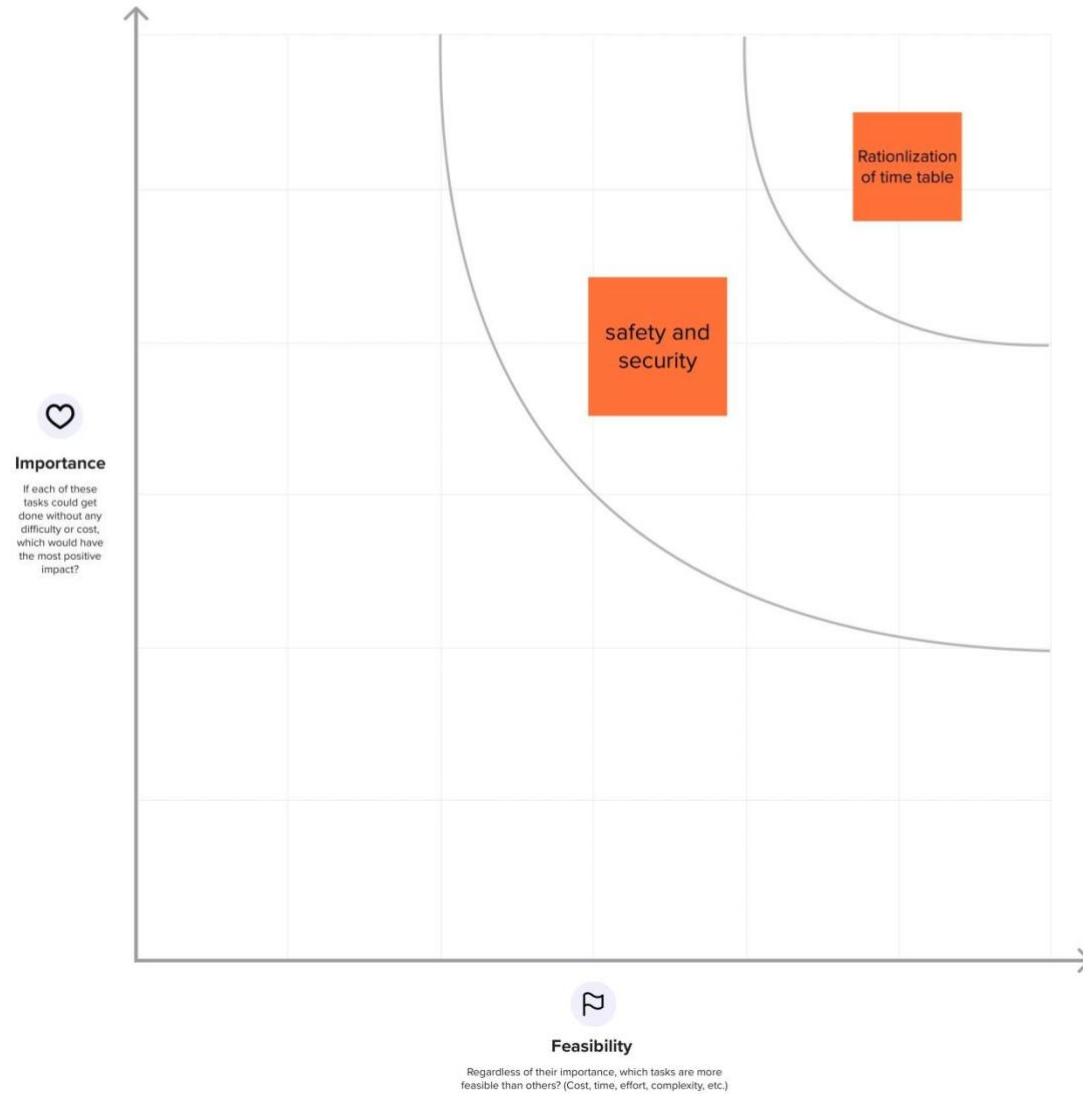 Rationlization
of time table
safety and
security
Importance
If each of these
tasks could get
done without any
difficulty or cost,
which would have
the most positive
impact?
Feasibility
Regardless of their importance, which tasks are more
feasible than others? (Cost, time, effort, complexity, etc.)